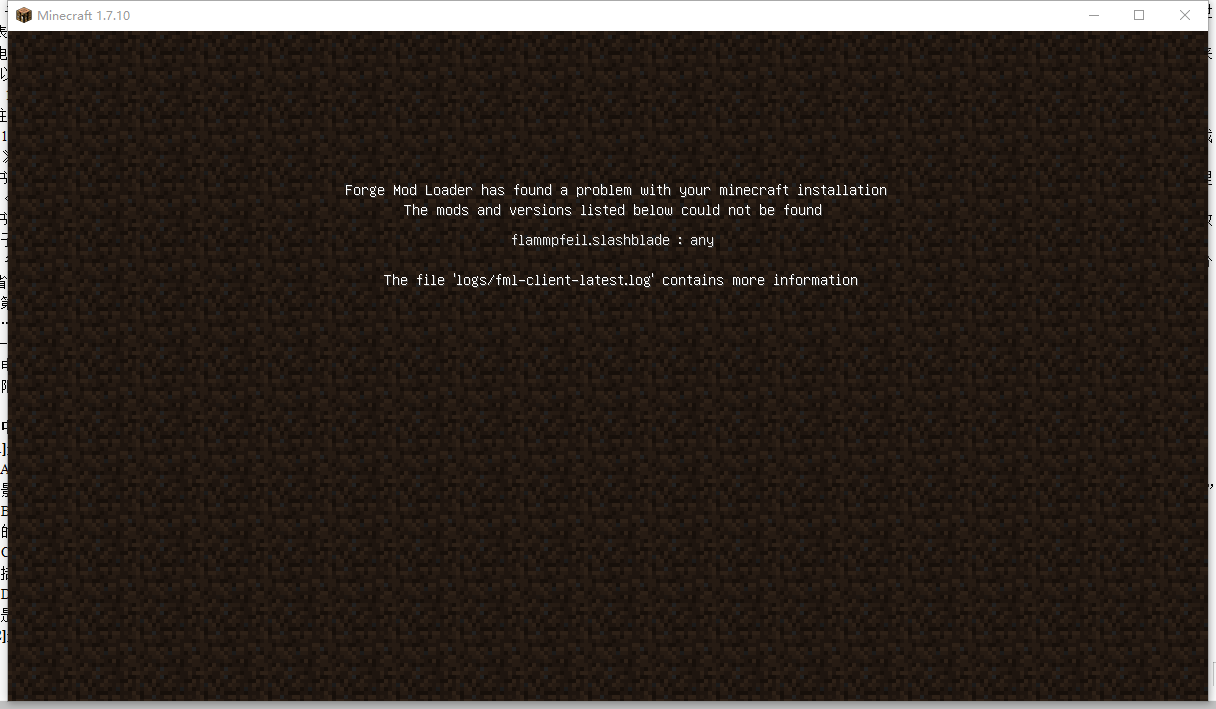 Minecraft 1.7.10
Forge Mod Loader has found a problem with your minecraft installation
The mods and versions listed below could not be found
flammpfeil.slashblade : any
The file 'logs/fml-client-latest.log' contains more information